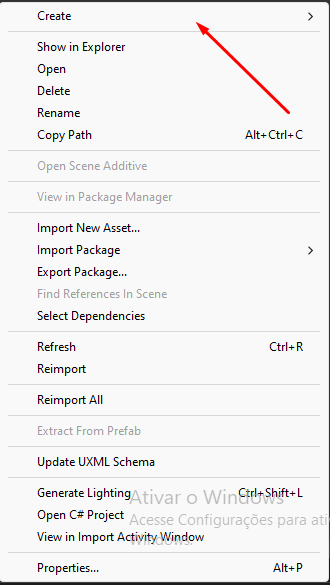 Create
Show in Explorer
Open
Delete
Rename
Copy Path Alt+Ctrl+C
Open Scene Additive
View in Package Manager
Import New Asset...
Import Package
Export Package...
Find References In Scene
Select Dependencies
Refresh Ctrl+R
Reimport
Reimport All
Extract From Prefab
Update UXML Schema
Generate Lighting Ctrl+Shift+L
Ativar o Windows
Open C# Project
Acesse Configurações para
View in Import Activity Window
Windows.
Properties... Alt+P